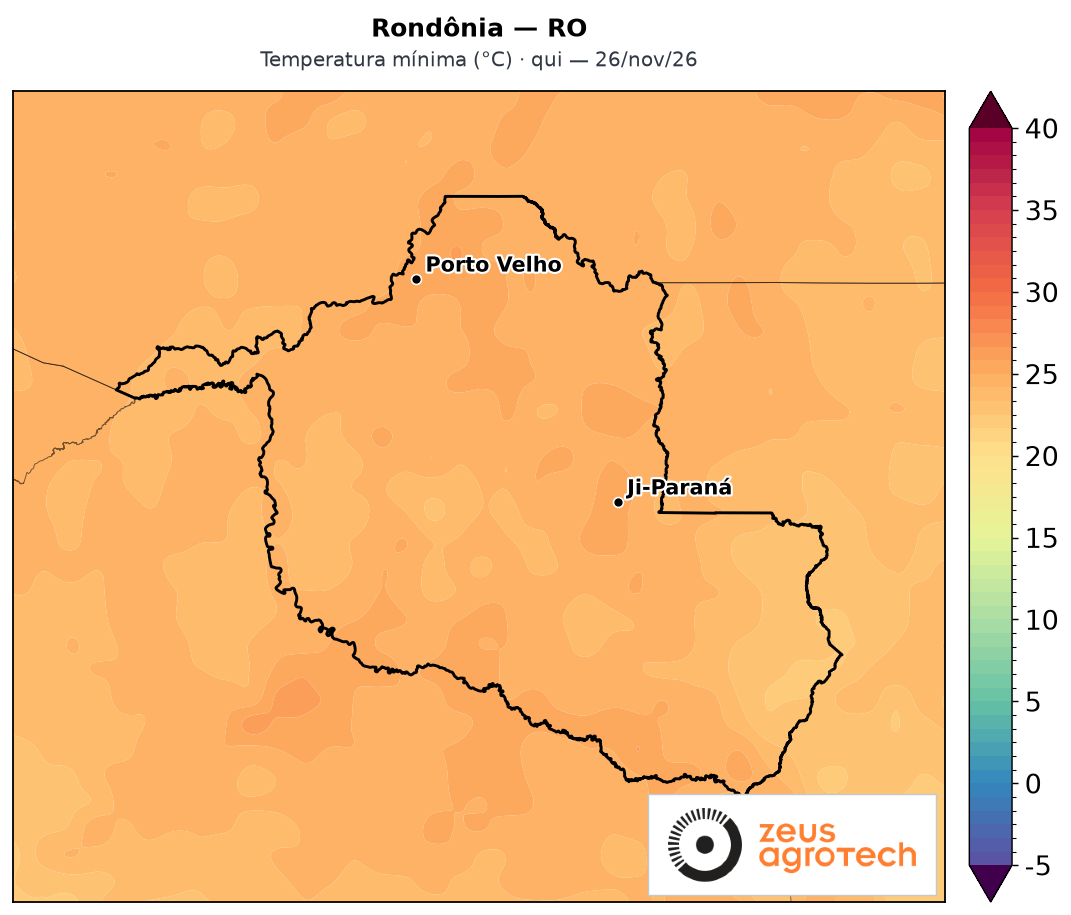 Rondônia — RO
Temperatura mínima (°C) · qui — 26/nov/26
Porto Velho
Ji-Paraná
40
35
30
25
20
15
10
5
0
-5
zeus
agrotech